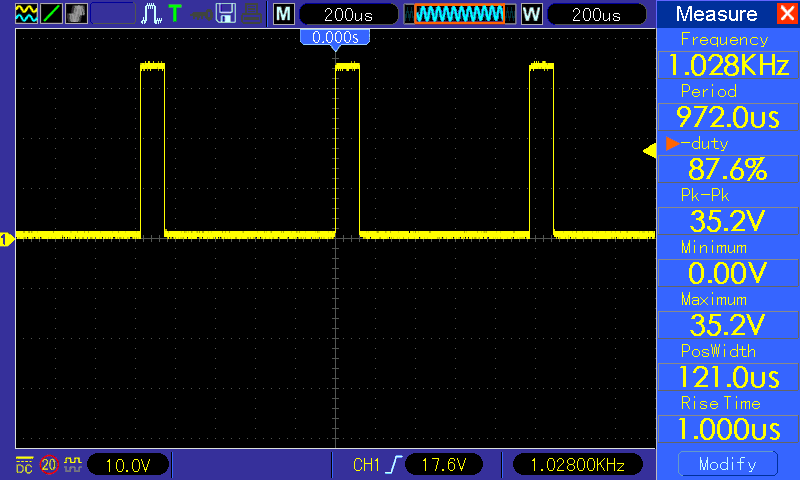 T M 200us W 200us Measure X
0.000s
Frequency
1.028KHz
Period
972.0us
-duty
87.6%
Pk-Pk
35.2V
Minimum
0.00V
Maximum
35.2V
PosWidth
121.0us
Rise Time
1.000us
Modify
1
DC 20 10.0V CH1 17.6V 1.02800KHz